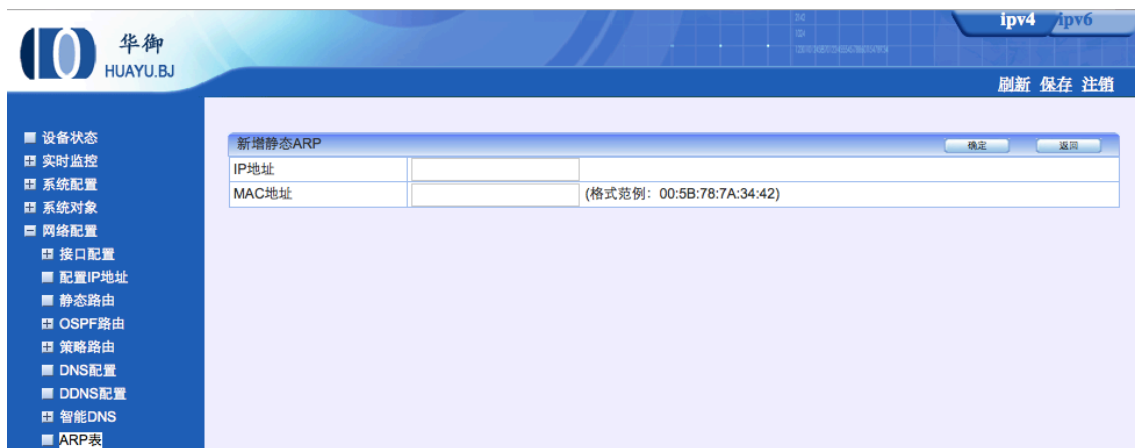 华御
HUAYU.BJ
ipv4 ipv6
刷新 保存 注销
设备状态
实时监控
系统配置
系统对象
网络配置
接口配置
配置IP地址
静态路由
OSPF路由
策略路由
DNS配置
DDNS配置
智能DNS
ARP表
新增静态ARP 确定 返回
IP地址
MAC地址 (格式范例: 00:5B:78:7A:34:42)